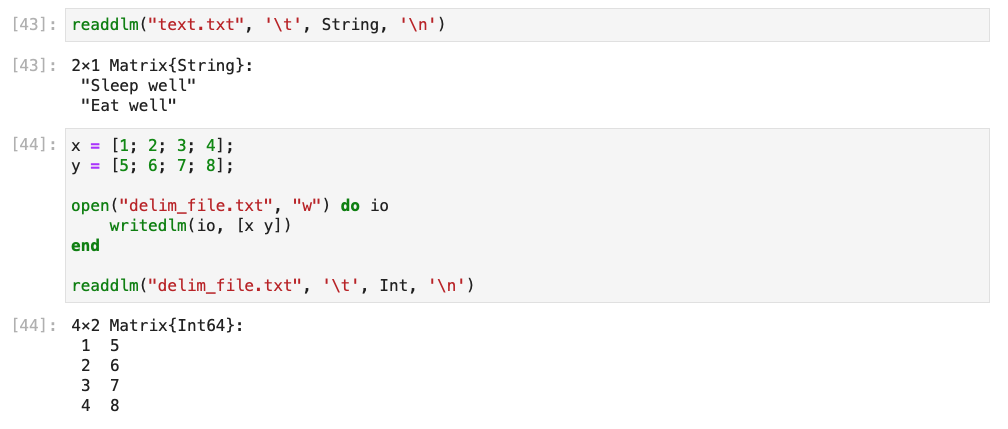 [43]: readdlm("text.txt", '\t', String, '\n')
[43]: 2×1 Matrix{String}:
 "Sleep well"
 "Eat well"
[44]: x = [1; 2; 3; 4];
y = [5; 6; 7; 8];
open("delim_file.txt", "w") do io
    writedlm(io, [x y])
end
readdlm("delim_file.txt", '\t', Int, '\n')
[44]: 4×2 Matrix{Int64}:
 1  5
 2  6
 3  7
 4  8